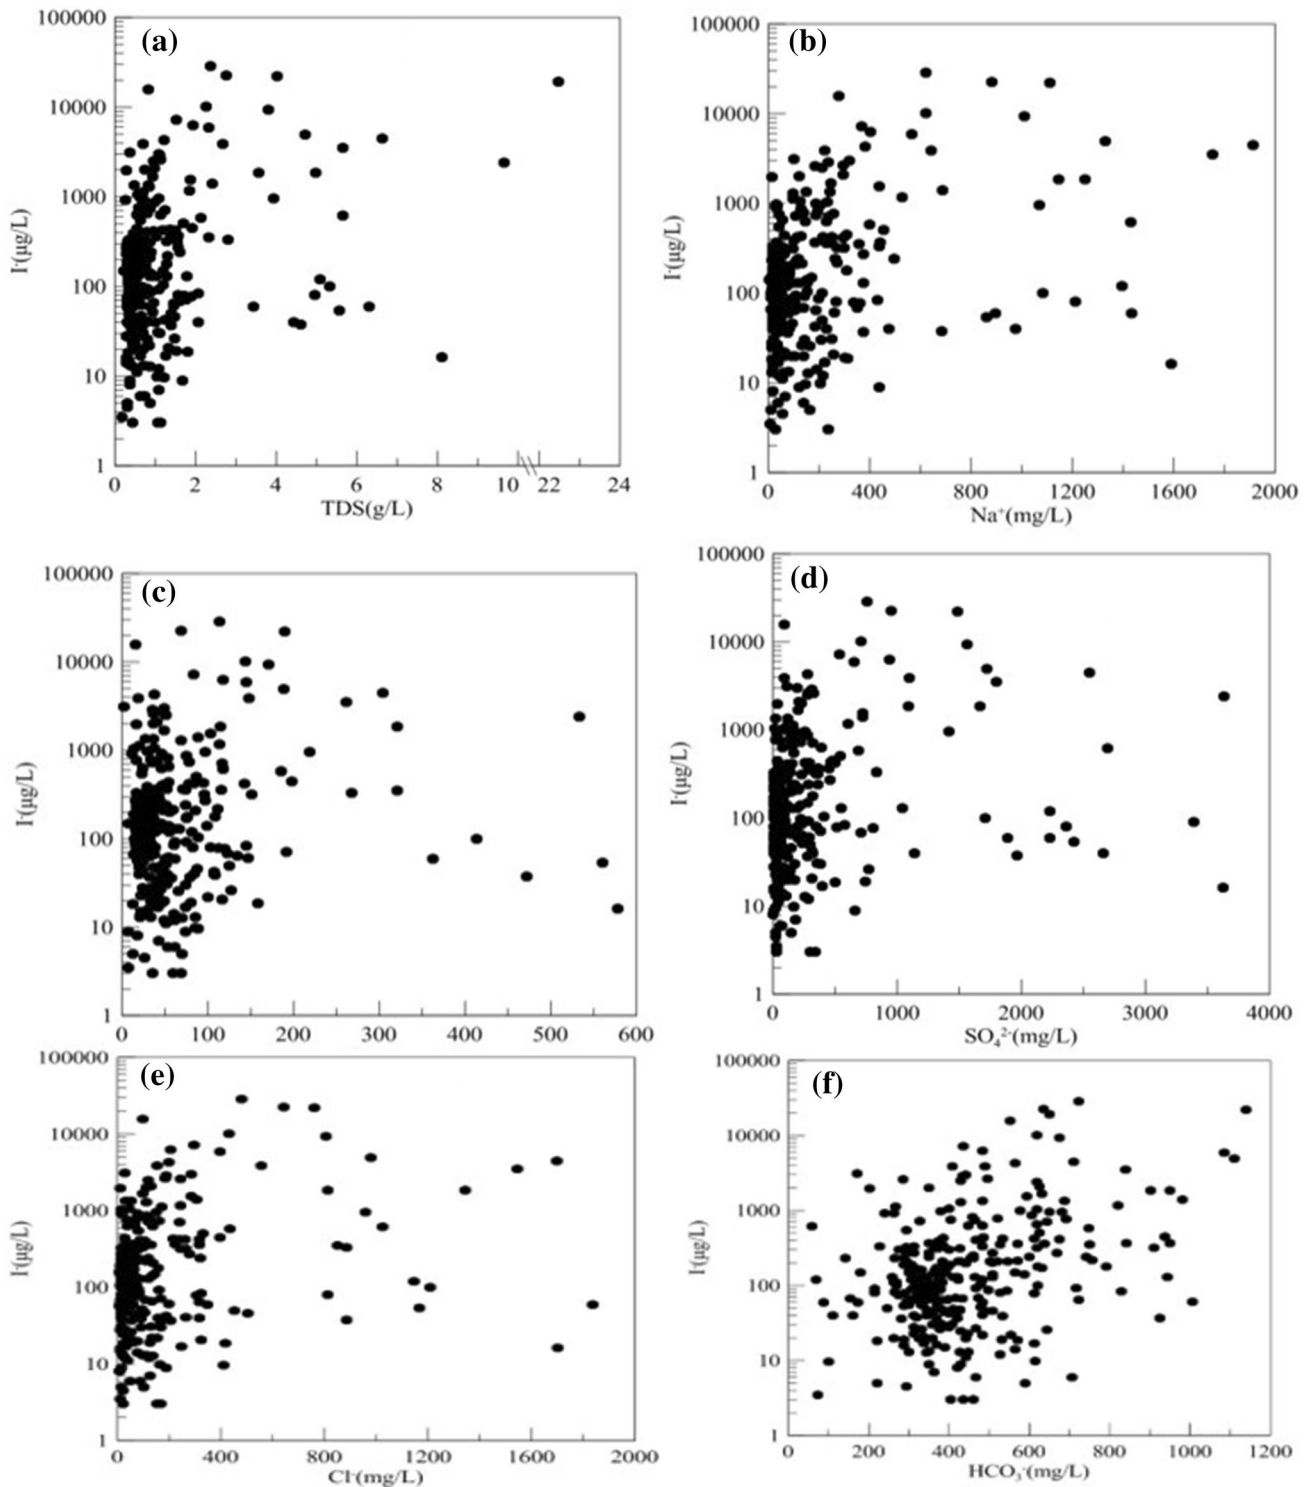 (a)
100000
10000
1000
100
10
1
I-(μg/L)
0 2 4 6 8 10 22 24
TDS(g/L)
(b)
100000
10000
1000
100
10
1
I-(μg/L)
0 400 800 1200 1600 2000
Na+(mg/L)
(c)
100000
10000
1000
100
10
1
I-(μg/L)
0 100 200 300 400 500 600
(d)
100000
10000
1000
100
10
1
I-(μg/L)
0 1000 2000 3000 4000
SO₄²-(mg/L)
(e)
100000
10000
1000
100
10
1
I-(μg/L)
0 400 800 1200 1600 2000
Cl-(mg/L)
(f)
100000
10000
1000
100
10
1
I-(μg/L)
0 200 400 600 800 1000 1200
HCO₃-(mg/L)